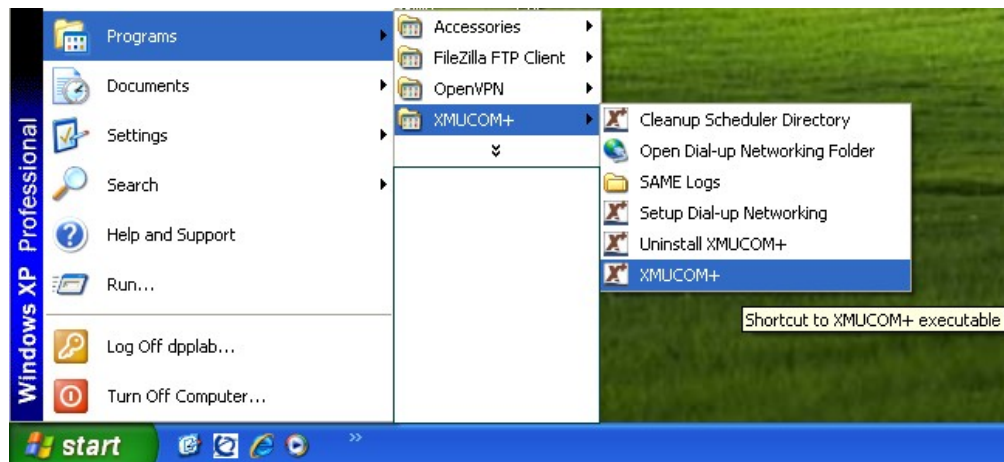 Windows XP Professional
Programs
Documents
Settings
Search
Help and Support
Run...
Log Off dpplab...
Turn Off Computer...
Accessories
FileZilla FTP Client
OpenVPN
XMUCOM+
Cleanup Scheduler Directory
Open Dial-up Networking Folder
SAME Logs
Setup Dial-up Networking
Uninstall XMUCOM+
XMUCOM+
Shortcut to XMUCOM+ executable
start